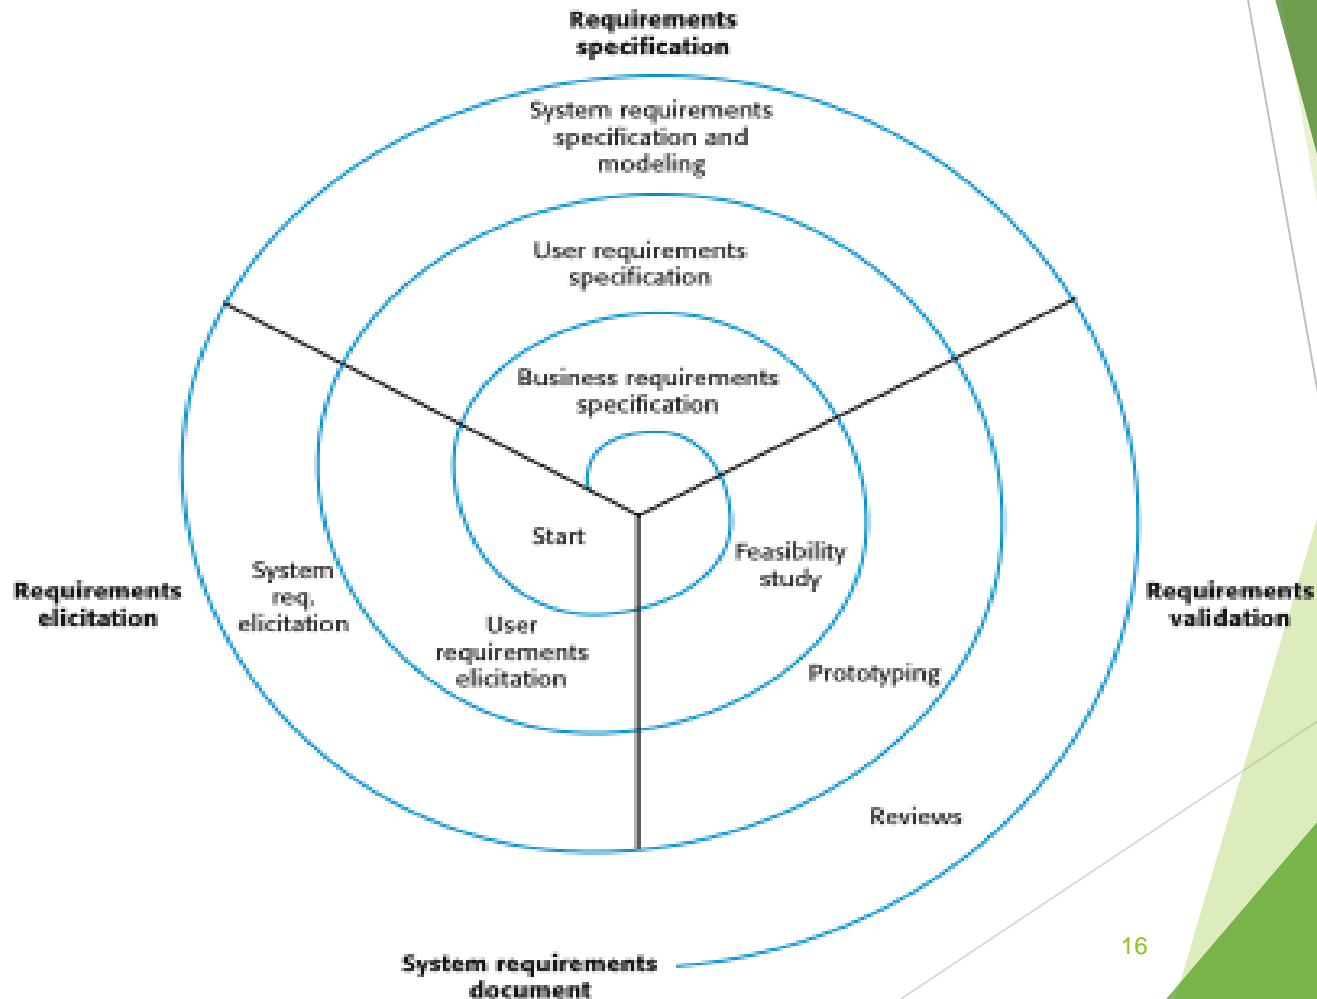 Requirements
specification
System requirements
specification and
modeling
User requirements
specification
Business requirements
specification
Start
Feasibility
study
System
req.
elicitation
Requirements
elicitation
Requirements
validation
User
requirements
elicitation
Prototyping
Reviews
16
System requirements
document